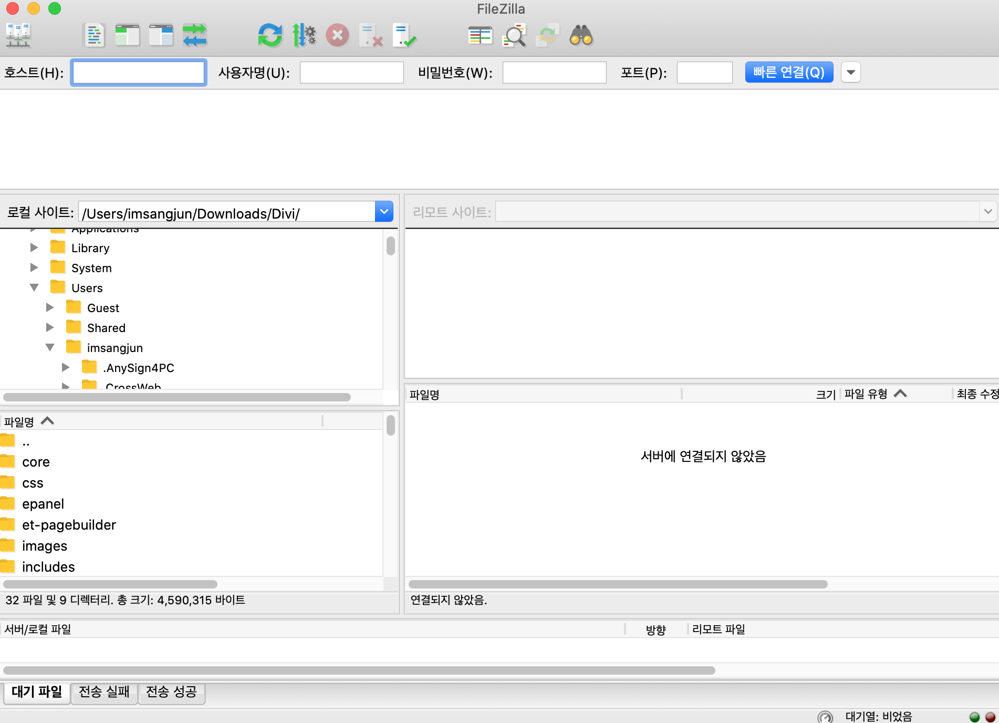 FileZilla
호스트(H): 사용자명(U): 비밀번호(W): 포트(P): 빠른 연결(Q)
로컬 사이트: /Users/imsangjun/Downloads/Divi/
Applications
Library
System
Users
Guest
Shared
imsangjun
.AnySign4PC
.CrossWeb
파일명
..
core
css
epanel
et-pagebuilder
images
includes
32 파일 및 9 디렉터리. 총 크기: 4,590,315 바이트
리모트 사이트:
파일명 크기 파일 유형 최종 수정
서버에 연결되지 않았음
연결되지 않았음.
서버/로컬 파일 방향 리모트 파일
대기 파일 전송 실패 전송 성공
대기열: 비었음